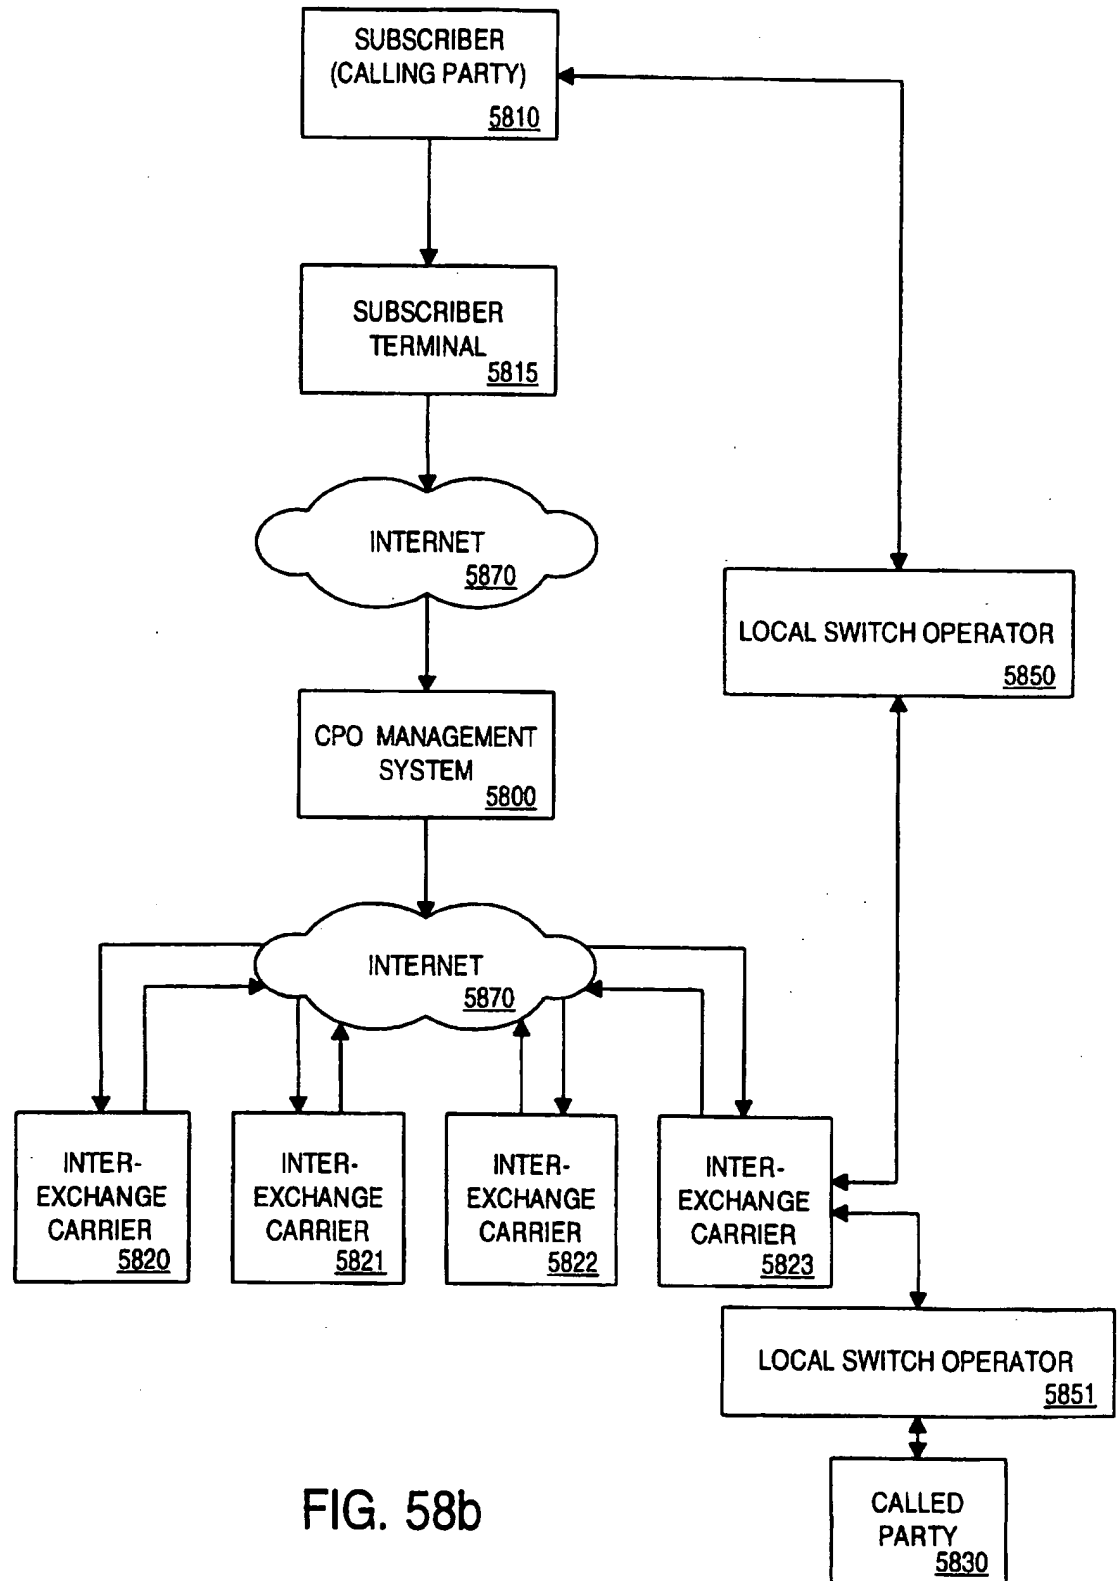 SUBSCRIBER
(CALLING PARTY)
5810
SUBSCRIBER
TERMINAL
5815
INTERNET
5870
LOCAL SWITCH OPERATOR
5850
CPO MANAGEMENT
SYSTEM
5800
INTERNET
5870
INTER-
EXCHANGE
CARRIER
5820
INTER-
EXCHANGE
CARRIER
5821
INTER-
EXCHANGE
CARRIER
5822
INTER-
EXCHANGE
CARRIER
5823
LOCAL SWITCH OPERATOR
5851
CALLED
PARTY
5830
FIG. 58b